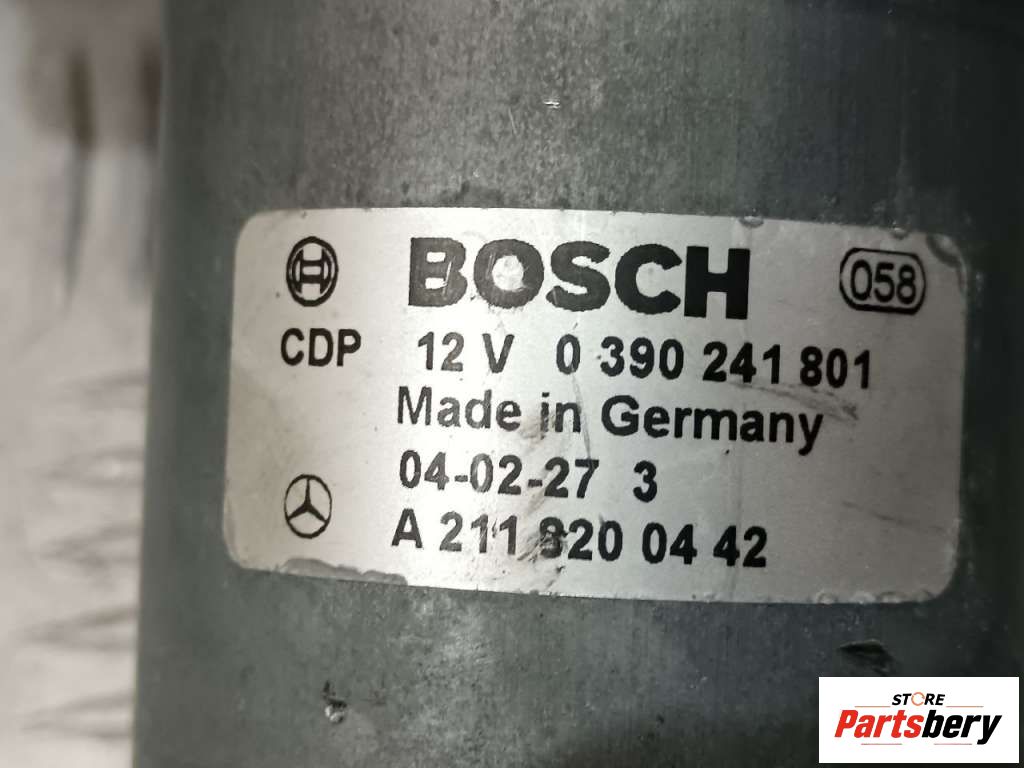 BOSCH 058
CDP 12 V 0 390 241 801
Made in Germany
04-02-27 3
A 211 820 04 42
STORE
Partsbery